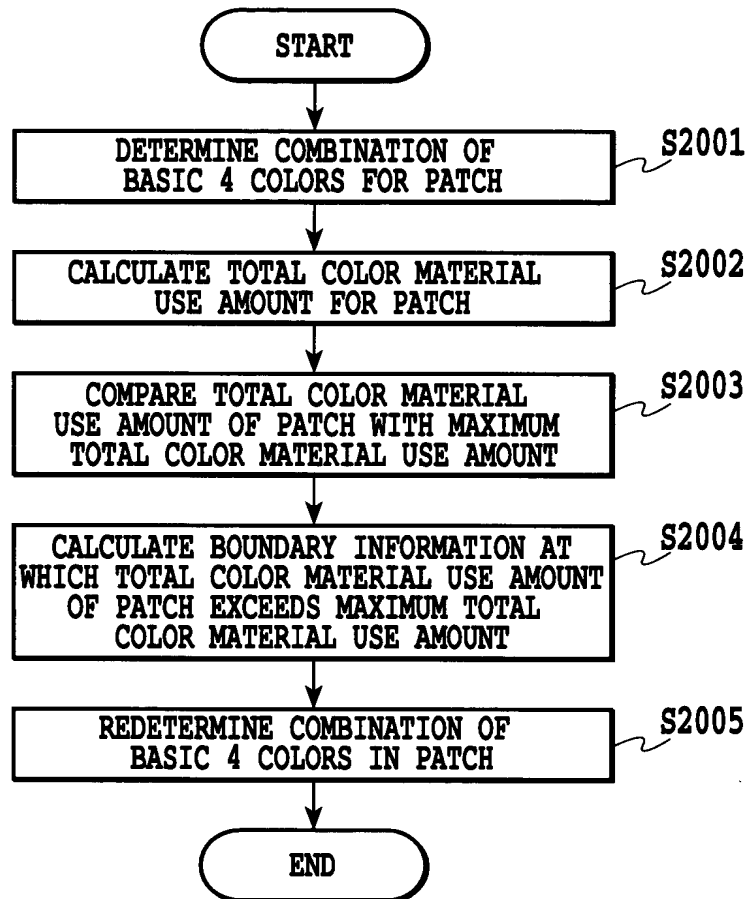 START
DETERMINE COMBINATION OF
BASIC 4 COLORS FOR PATCH
S2001
CALCULATE TOTAL COLOR MATERIAL
USE AMOUNT FOR PATCH
S2002
COMPARE TOTAL COLOR MATERIAL
USE AMOUNT OF PATCH WITH MAXIMUM
TOTAL COLOR MATERIAL USE AMOUNT
S2003
CALCULATE BOUNDARY INFORMATION AT
WHICH TOTAL COLOR MATERIAL USE AMOUNT
OF PATCH EXCEEDS MAXIMUM TOTAL
COLOR MATERIAL USE AMOUNT
S2004
REDETERMINE COMBINATION OF
BASIC 4 COLORS IN PATCH
S2005
END